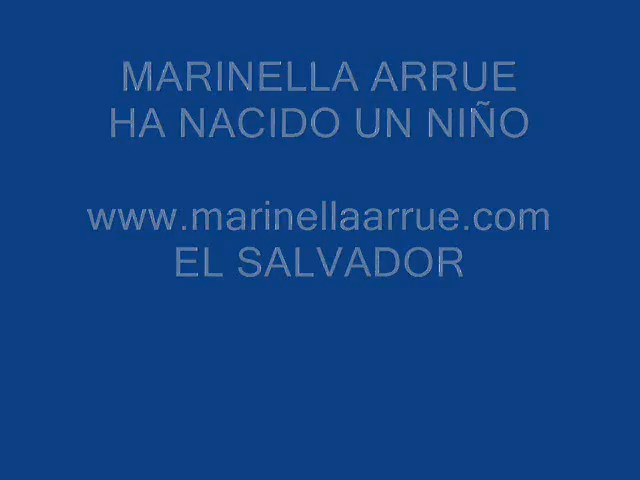 MARINELLA ARRUE
HA NACIDO UN NIÑO
www.marinellaarrue.com
EL SALVADOR